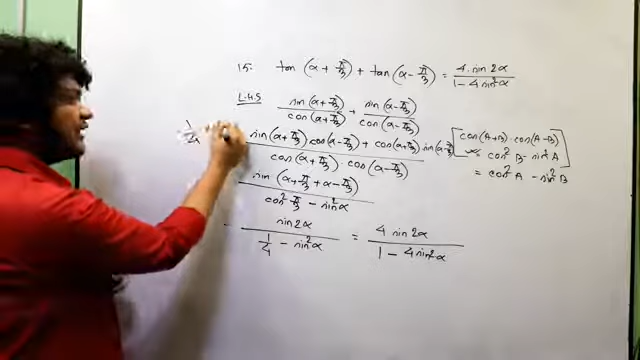 15. tan (α + π/3) + tan (α - π/3) = 4 sin 2α / 1 - 4 sin²α
L.H.S sin (α + π/3) / cos (α + π/3) + sin (α - π/3) / cos (α - π/3)
sin (α + π/3) cos (α - π/3) + cos (α + π/3) sin (α - π/3) / cos (α + π/3) · cos (α - π/3)
[cos (A+B) · cos (A-B)
= cos² B - sin² A]
= cos² A - sin² B
sin (α + π/3 + α - π/3) / cos² π/3 - sin²α
- sin 2α / 1/4 - sin²α = 4 sin 2α / 1 - 4 sin²α